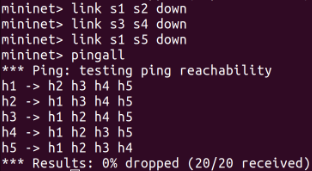 mininet> link s1 s2 down
mininet> link s3 s4 down
mininet> link s1 s5 down
mininet> pingall
*** Ping: testing ping reachability
h1 -> h2 h3 h4 h5
h2 -> h1 h3 h4 h5
h3 -> h1 h2 h4 h5
h4 -> h1 h2 h3 h5
h5 -> h1 h2 h3 h4
*** Results: 0% dropped (20/20 received)